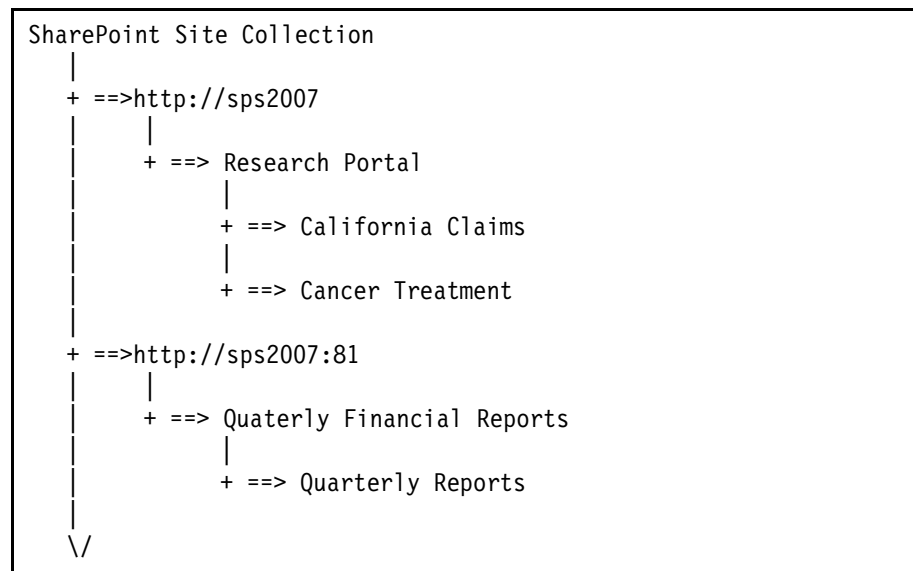 SharePoint Site Collection
|
+ ==>http://sps2007
| |
| + ==> Research Portal
| |
| + ==> California Claims
| |
| + ==> Cancer Treatment
|
+ ==>http://sps2007:81
| |
| + ==> Quaterly Financial Reports
| |
| + ==> Quarterly Reports
|
\/